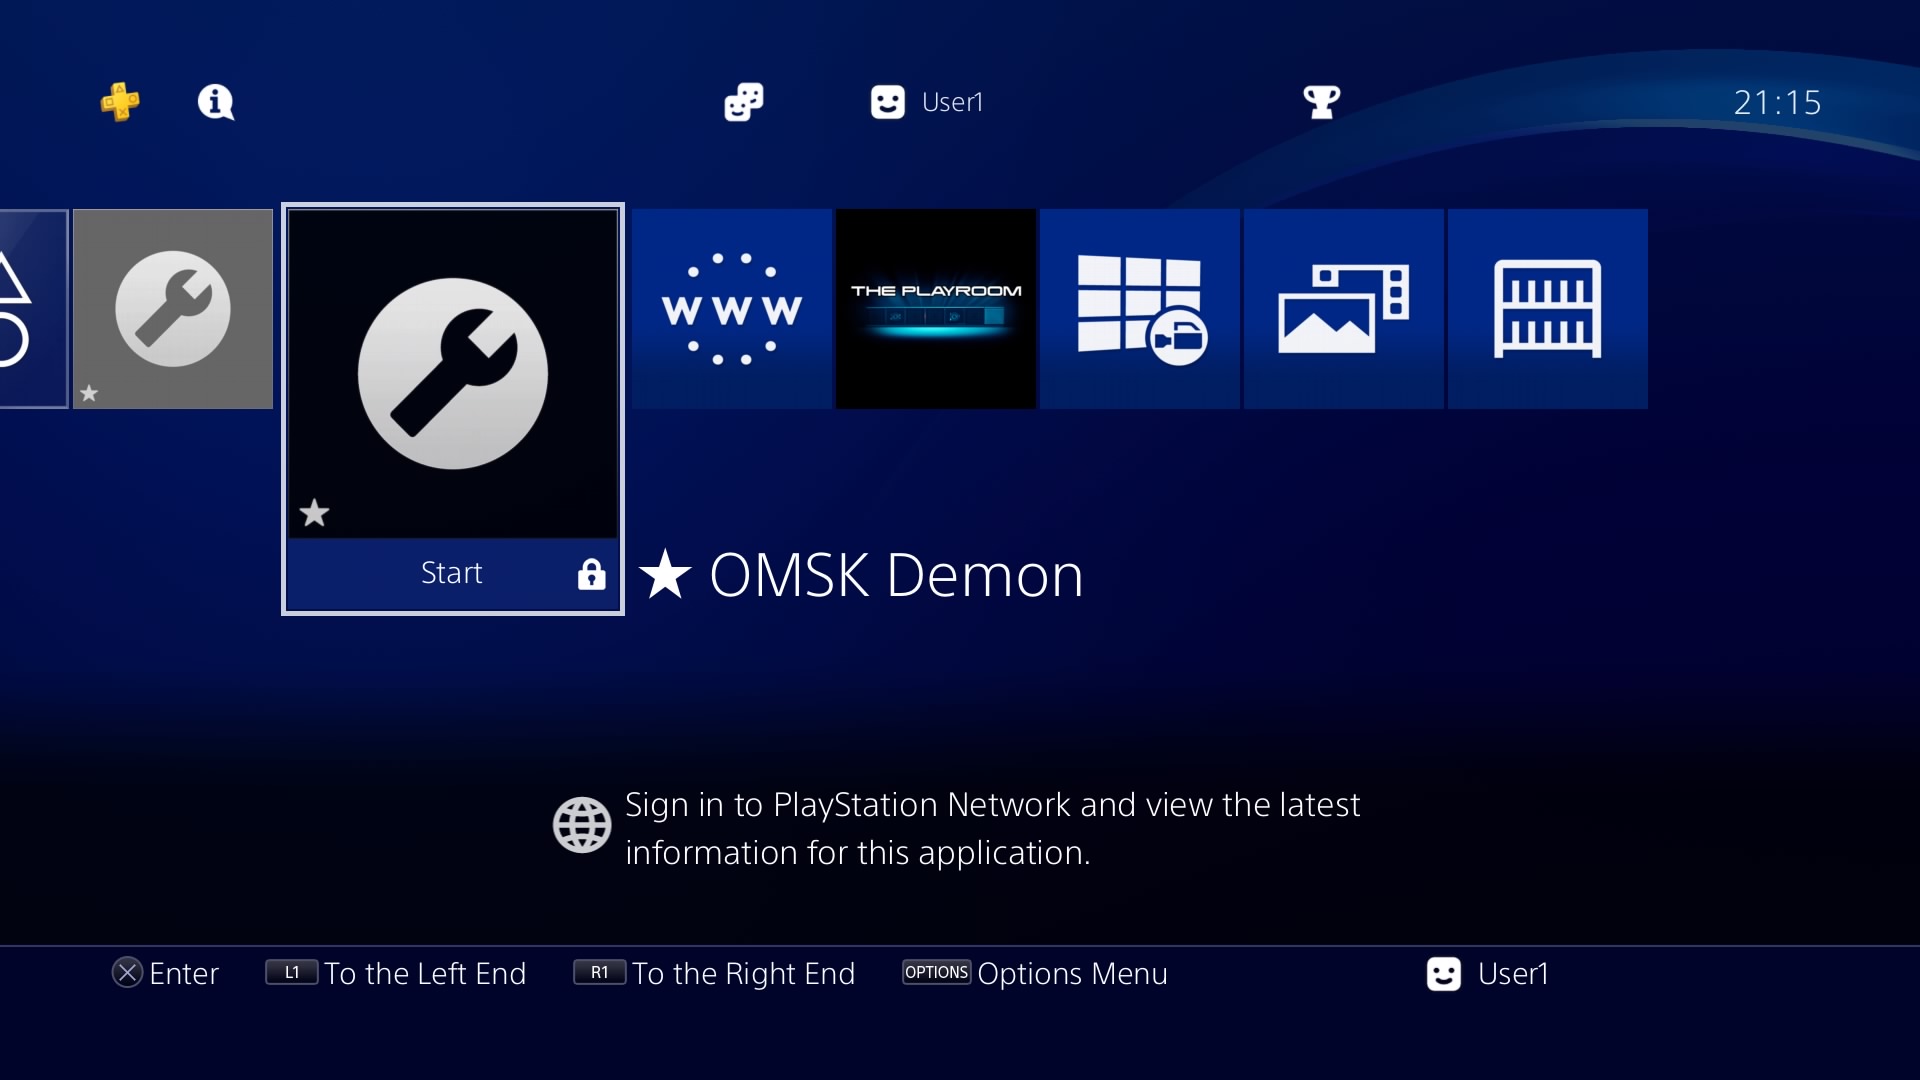 User1
21:15
WWW
THE PLAYROOM
Start
★ OMSK Demon
Sign in to PlayStation Network and view the latest
information for this application.
Enter
L1 To the Left End
R1 To the Right End
OPTIONS Options Menu
User1